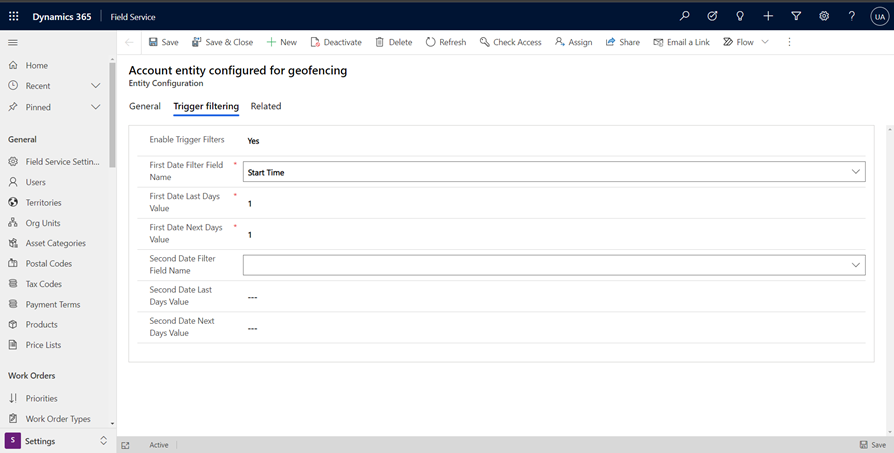 Dynamics 365 Field Service
UA
Save Save & Close New Deactivate Delete Refresh Check Access Assign Share Email a Link Flow
Home
Recent
Pinned
General
Field Service Settin...
Users
Territories
Org Units
Asset Categories
Postal Codes
Tax Codes
Payment Terms
Products
Price Lists
Work Orders
Priorities
Work Order Types
S Settings
Account entity configured for geofencing
Entity Configuration
General Trigger filtering Related
Enable Trigger Filters Yes
First Date Filter Field * Start Time
Name
First Date Last Days * 1
Value
First Date Next Days * 1
Value
Second Date Filter
Field Name
Second Date Last ---
Days Value
Second Date Next ---
Days Value
Active Save